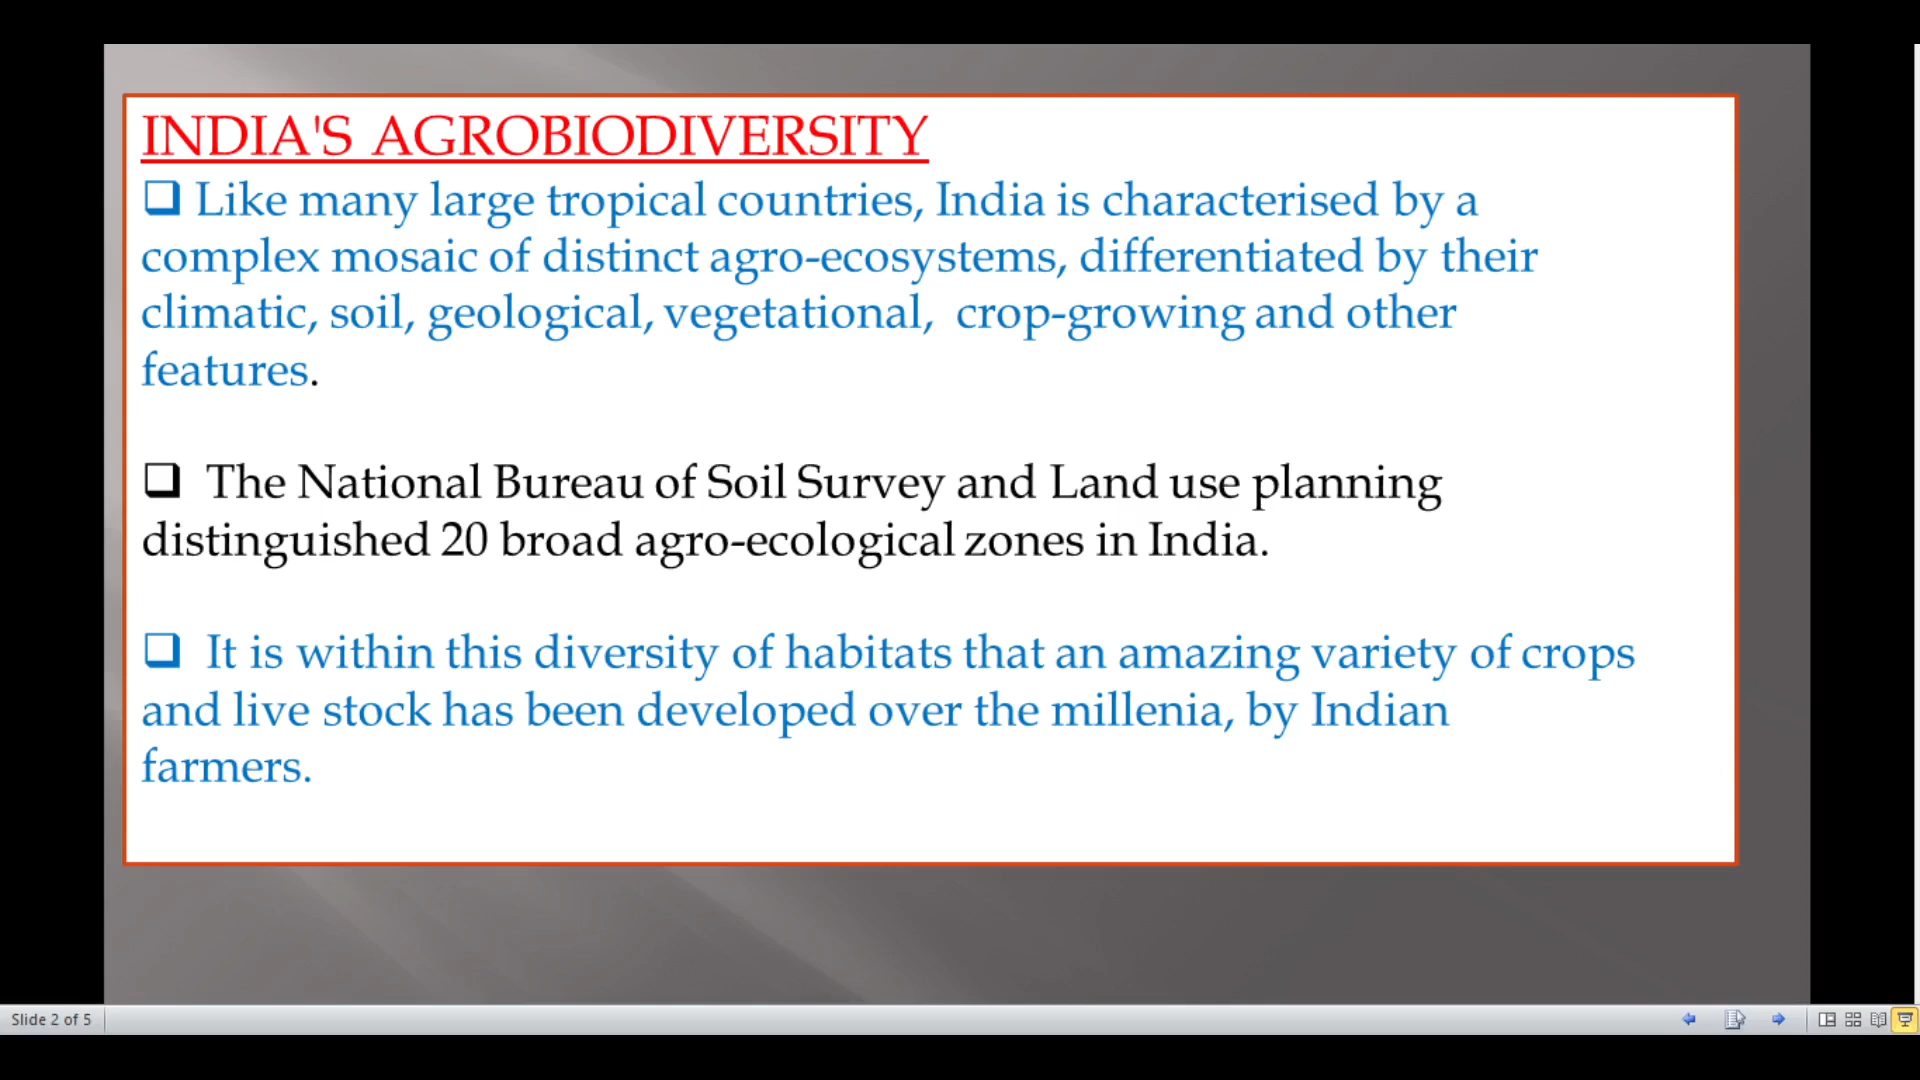 INDIA'S AGROBIODIVERSITY
❑ Like many large tropical countries, India is characterised by a
complex mosaic of distinct agro-ecosystems, differentiated by their
climatic, soil, geological, vegetational, crop-growing and other
features.
❑ The National Bureau of Soil Survey and Land use planning
distinguished 20 broad agro-ecological zones in India.
❑ It is within this diversity of habitats that an amazing variety of crops
and live stock has been developed over the millenia, by Indian
farmers.
Slide 2 of 5